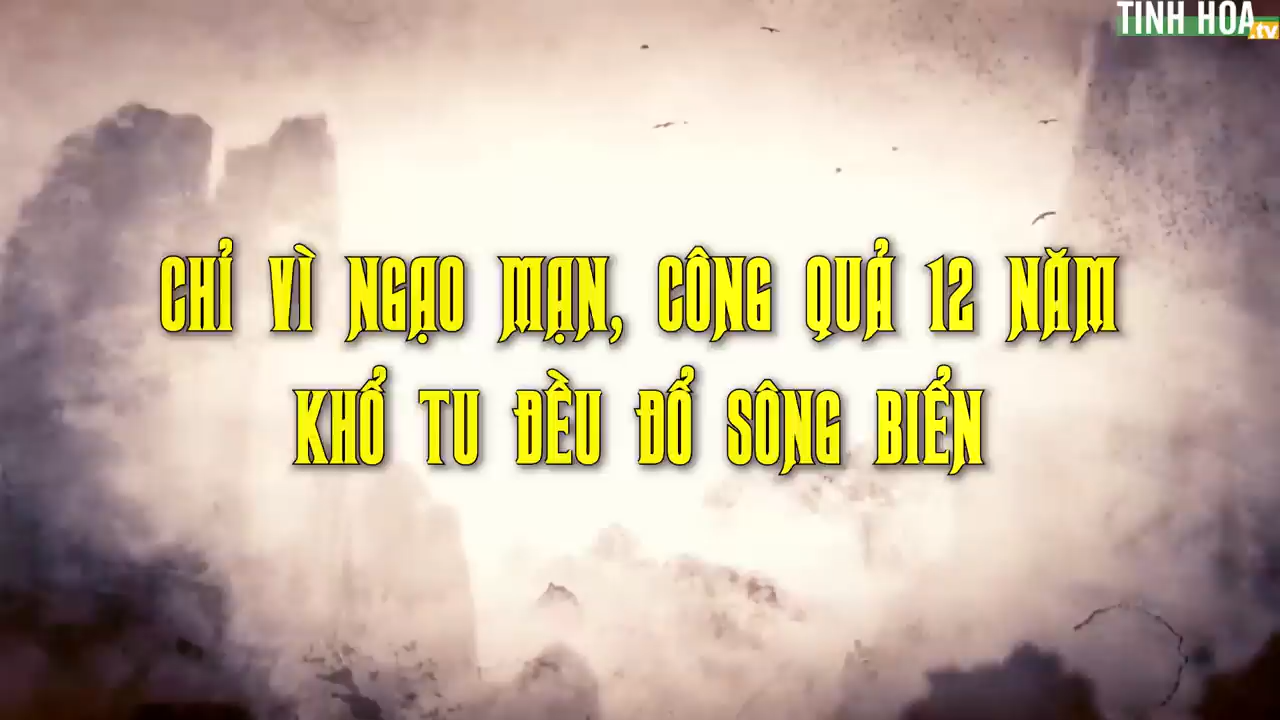 TINH HOA
.tv
CHỈ VÌ NGẠO MẠN, CÔNG QUẢ 12 NĂM
KHỔ TU ĐỀU ĐỔ SÔNG BIỂN